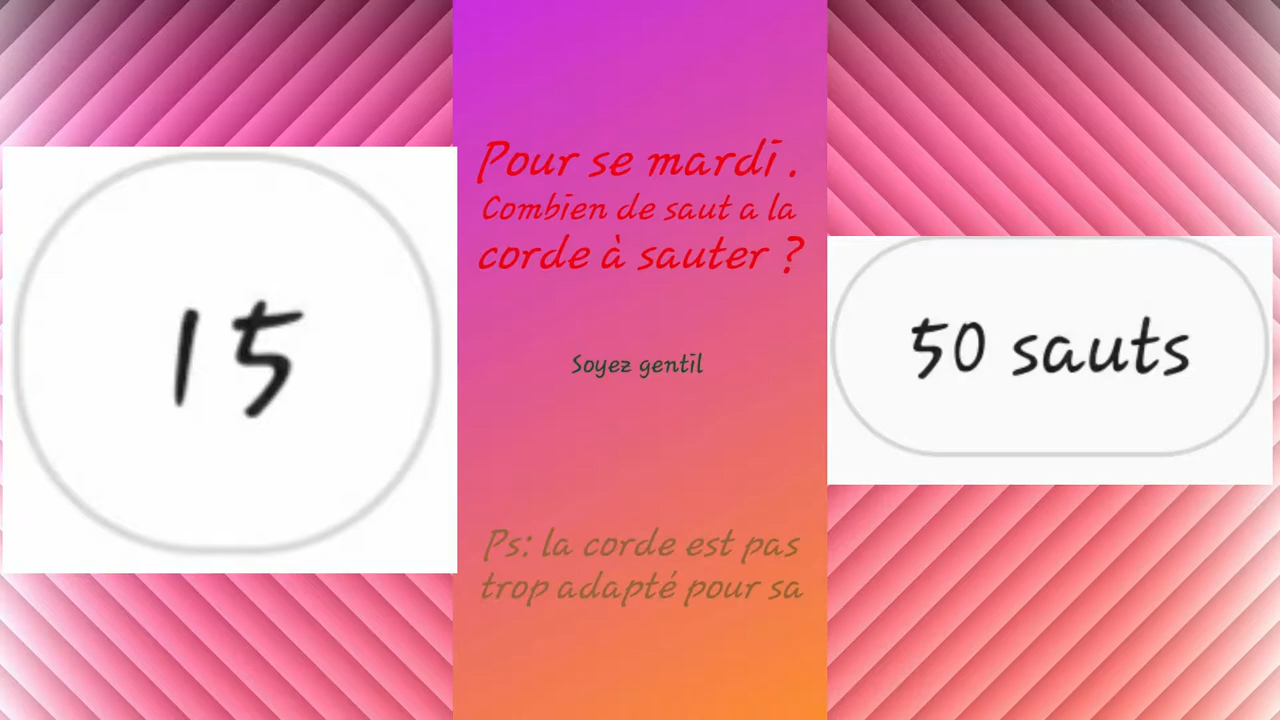 15
Pour se mardi .
Combien de saut a la
corde à sauter ?
Soyez gentil
Ps: la corde est pas
trop adapté pour sa
50 sauts